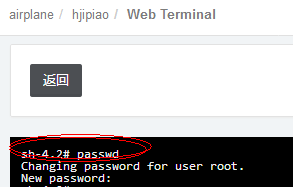 airplane / hjipiao / Web Terminal
返回
sh-4.2# passwd
Changing password for user root.
New password: